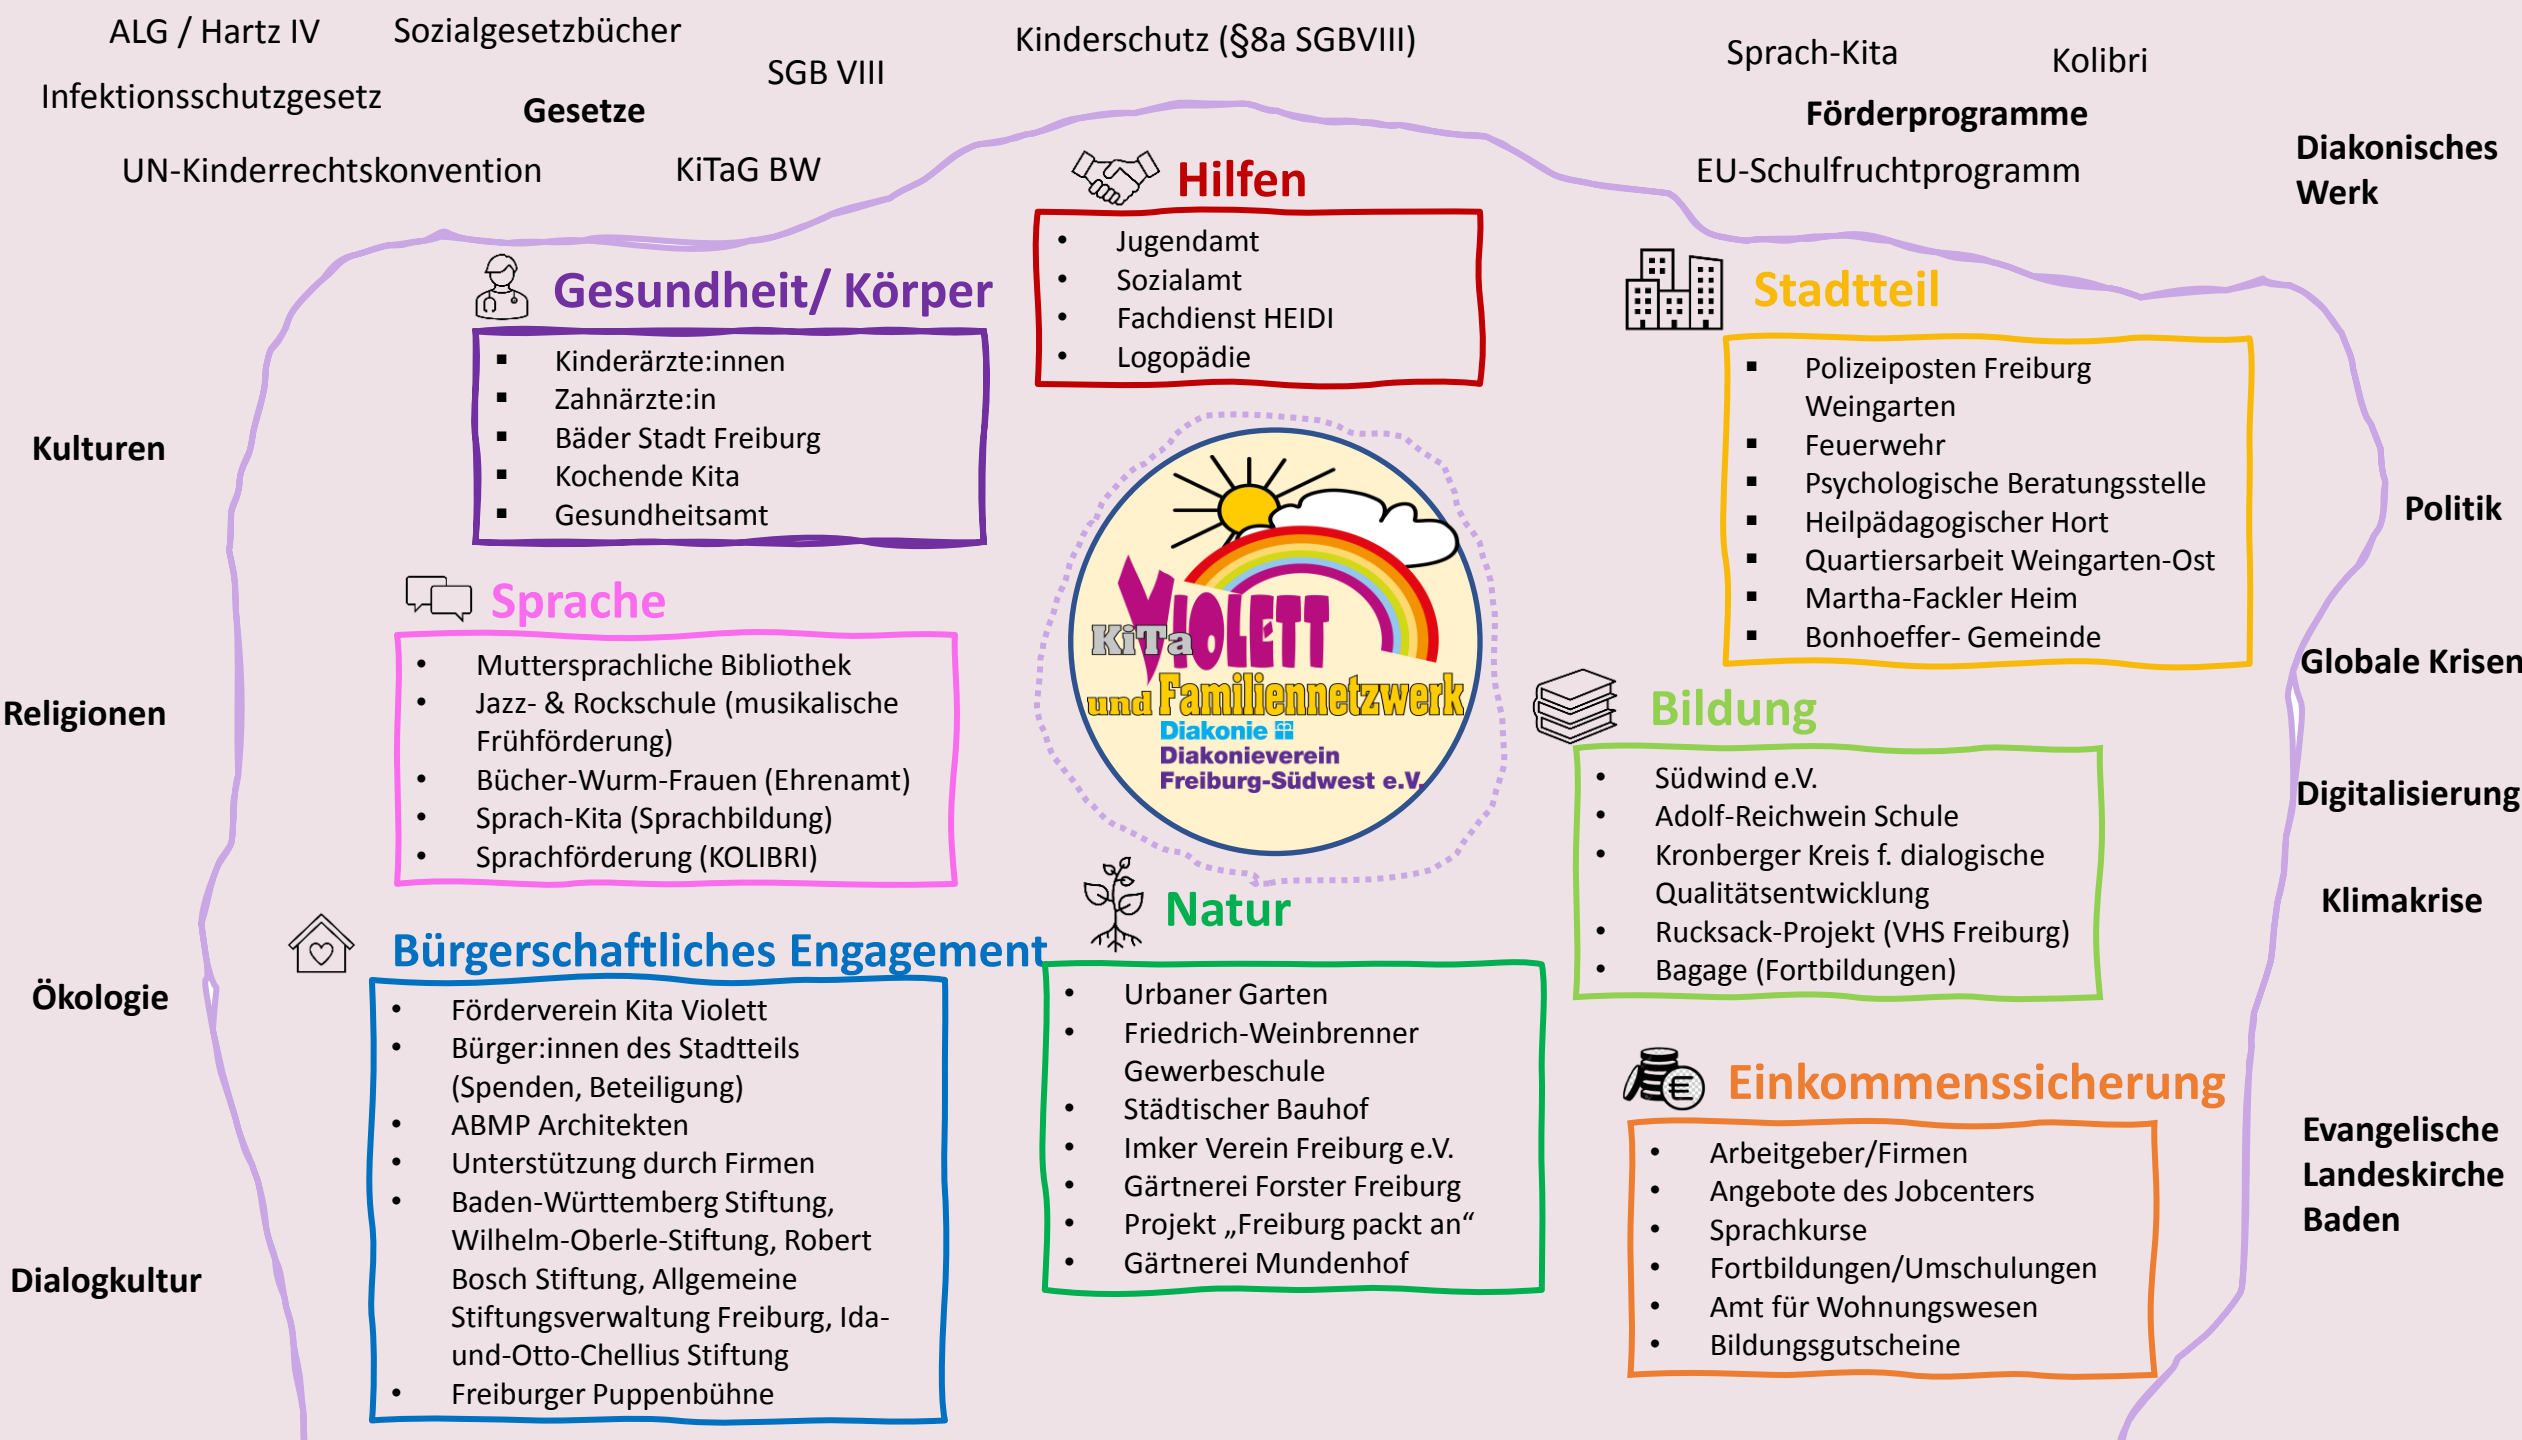 ALG / Hartz IV
Sozialgesetzbücher
Kinderschutz (§8a SGBVIII)
SGB VIII
Infektionsschutzgesetz
Gesetze
UN-Kinderrechtskonvention
KiTaG BW
Sprach-Kita
Kolibri
Förderprogramme
EU-Schulfruchtprogramm
Diakonisches
Werk
Kulturen
Religionen
Ökologie
Dialogkultur
Hilfen
• Jugendamt
• Sozialamt
• Fachdienst HEIDI
• Logopädie
Gesundheit/ Körper
▪ Kinderärzte:innen
▪ Zahnärzte:in
▪ Bäder Stadt Freiburg
▪ Kochende Kita
▪ Gesundheitsamt
Stadtteil
▪ Polizeiposten Freiburg
Weingarten
▪ Feuerwehr
▪ Psychologische Beratungsstelle
▪ Heilpädagogischer Hort
▪ Quartiersarbeit Weingarten-Ost
▪ Martha-Fackler Heim
▪ Bonhoeffer- Gemeinde
Sprache
• Muttersprachliche Bibliothek
• Jazz- & Rockschule (musikalische
Frühförderung)
• Bücher-Wurm-Frauen (Ehrenamt)
• Sprach-Kita (Sprachbildung)
• Sprachförderung (KOLIBRI)
KiTa VIOLETT
und Familiennetzwerk
Diakonie
Diakonieverein
Freiburg-Südwest e.V.
Bildung
• Südwind e.V.
• Adolf-Reichwein Schule
• Kronberger Kreis f. dialogische
Qualitätsentwicklung
• Rucksack-Projekt (VHS Freiburg)
• Bagage (Fortbildungen)
Bürgerschaftliches Engagement
• Förderverein Kita Violett
• Bürger:innen des Stadtteils
(Spenden, Beteiligung)
• ABMP Architekten
• Unterstützung durch Firmen
• Baden-Württemberg Stiftung,
Wilhelm-Oberle-Stiftung, Robert
Bosch Stiftung, Allgemeine
Stiftungsverwaltung Freiburg, Ida-
und-Otto-Chellius Stiftung
• Freiburger Puppenbühne
Natur
• Urbaner Garten
• Friedrich-Weinbrenner
Gewerbeschule
• Städtischer Bauhof
• Imker Verein Freiburg e.V.
• Gärtnerei Forster Freiburg
• Projekt „Freiburg packt an“
• Gärtnerei Mundenhof
Einkommenssicherung
• Arbeitgeber/Firmen
• Angebote des Jobcenters
• Sprachkurse
• Fortbildungen/Umschulungen
• Amt für Wohnungswesen
• Bildungsgutscheine
Politik
Globale Krisen
Digitalisierung
Klimakrise
Evangelische
Landeskirche
Baden